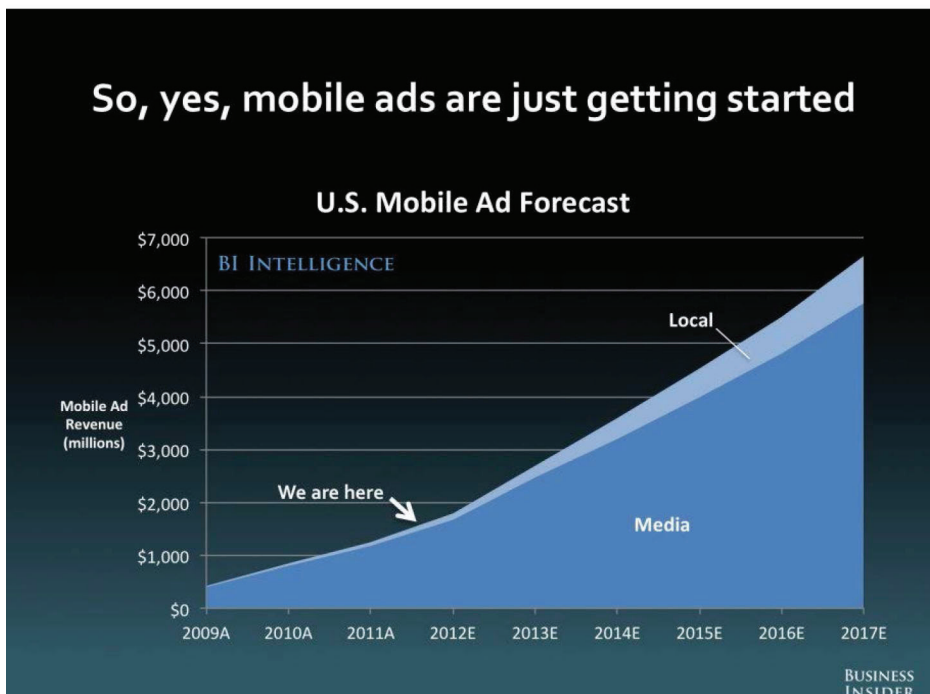 So, yes, mobile ads are just getting started
U.S. Mobile Ad Forecast
BI INTELLIGENCE
$7,000
$6,000
$5,000
$4,000
$3,000
$2,000
$1,000
$0
Mobile Ad
Revenue
(millions)
Local
We are here
Media
2009A 2010A 2011A 2012E 2013E 2014E 2015E 2016E 2017E
BUSINESS
INSIDER